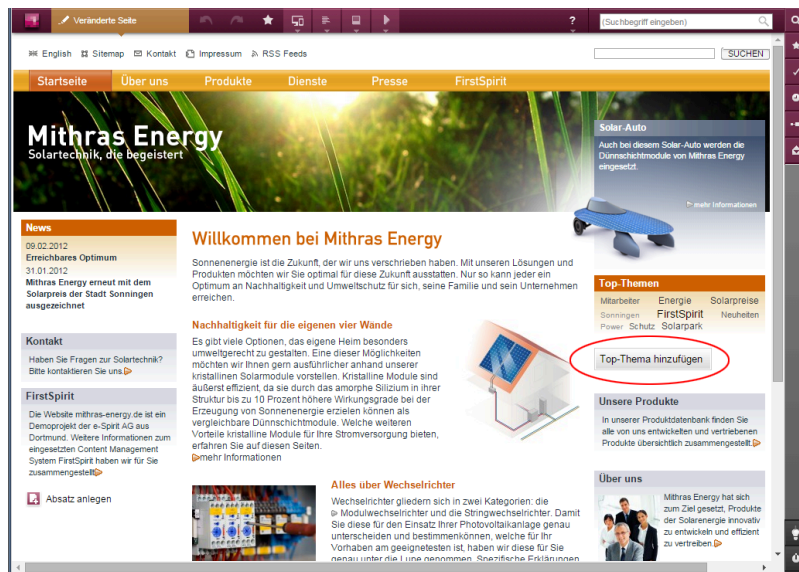 Veränderte Seite
?
(Suchbegriff eingeben)
English Sitemap Kontakt Impressum RSS Feeds
SUCHEN
Startseite Über uns Produkte Dienste Presse FirstSpirit
Mithras Energy
Solartechnik, die begeistert
Solar-Auto
Auch bei diesem Solar-Auto werden die
Dünnschichtmodule von Mithras Energy
eingesetzt.
mehr Informationen
News
09.02.2012
Erreichbares Optimum
31.01.2012
Mithras Energy erneut mit dem
Solarpreis der Stadt Sonningen
ausgezeichnet
Kontakt
Haben Sie Fragen zur Solartechnik?
Bitte kontaktieren Sie uns.
FirstSpirit
Die Website mithras-energy.de ist ein
Demoprojekt der e-Spirit AG aus
Dortmund. Weitere Informationen zum
eingesetzten Content Management
System FirstSpirit haben wir für Sie
zusammengestellt
Absatz anlegen
Willkommen bei Mithras Energy
Sonnenenergie ist die Zukunft, der wir uns verschrieben haben. Mit unseren Lösungen und
Produkten möchten wir Sie optimal für diese Zukunft ausstatten. Nur so kann jeder ein
Optimum an Nachhaltigkeit und Umweltschutz für sich, seine Familie und sein Unternehmen
erreichen.
Nachhaltigkeit für die eigenen vier Wände
Es gibt viele Optionen, das eigene Heim besonders
umweltgerecht zu gestalten. Eine dieser Möglichkeiten
möchten wir Ihnen gern ausführlicher anhand unserer
kristallinen Solarmodule vorstellen. Kristalline Module sind
äußerst effizient, da sie durch das amorphe Silizium in ihrer
Struktur bis zu 10 Prozent höhere Wirkungsgrade bei der
Erzeugung von Sonnenenergie erzielen können als
vergleichbare Dünnschichtmodule. Welche weiteren
Vorteile kristalline Module für Ihre Stromversorgung bieten,
erfahren Sie auf diesen Seiten.
mehr Informationen
Alles über Wechselrichter
Wechselrichter gliedern sich in zwei Kategorien: die
Modulwechselrichter und die Stringwechselrichter. Damit
Sie diese für den Einsatz Ihrer Photovoltaikanlage genau
unterscheiden und bestimmenkönnen, welche für Ihr
Vorhaben am geeignetesten ist, haben wir diese für Sie
genau unter die Lupe genommen. Spezifische Erklärungen
Top-Themen
Mitarbeiter Energie Solarpreise
Sonningen FirstSpirit Neuheiten
Power Schutz Solarpark
Top-Thema hinzufügen
Unsere Produkte
In unserer Produktdatenbank finden Sie
alle von uns entwickelten und vertriebenen
Produkte übersichtlich zusammengestellt.
Über uns
Mithras Energy hat sich
zum Ziel gesetzt, Produkte
der Solarenergie innovativ
zu entwickeln und effizient
zu vertreiben.